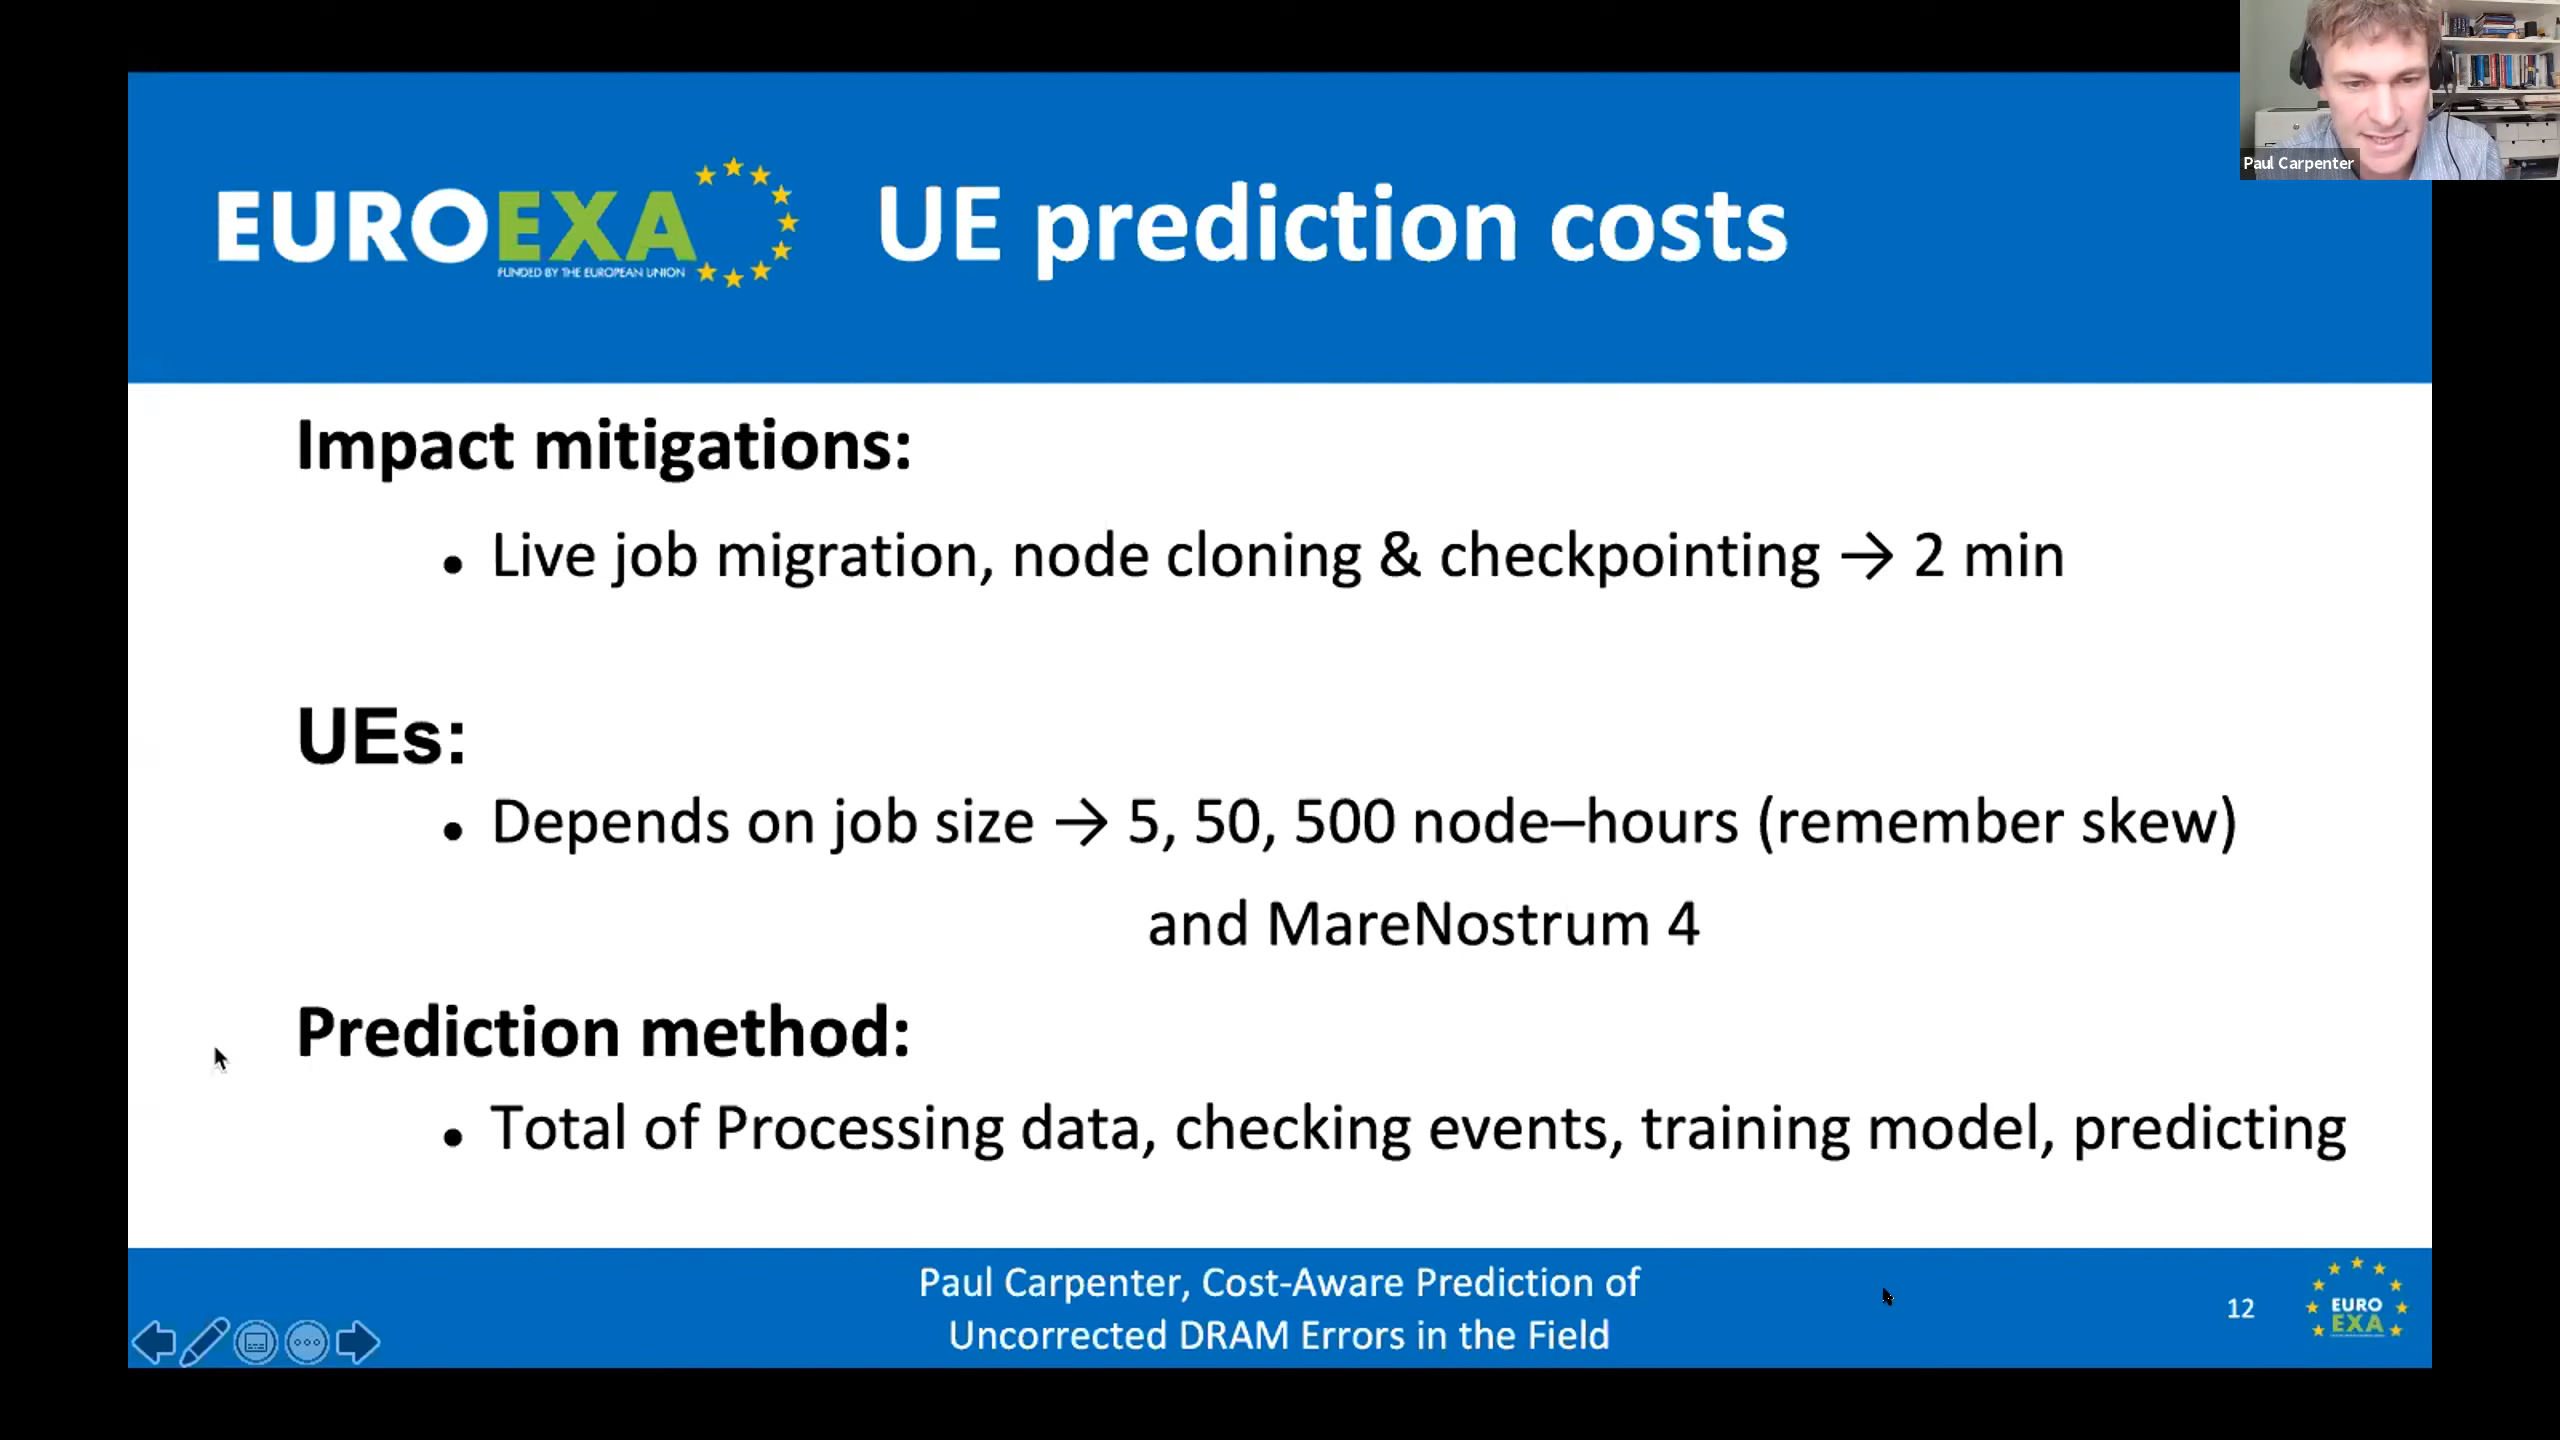 Paul Carpenter
EUROEXA
FUNDED BY THE EUROPEAN UNION
UE prediction costs
Impact mitigations:
• Live job migration, node cloning & checkpointing → 2 min
UEs:
• Depends on job size → 5, 50, 500 node–hours (remember skew)
and MareNostrum 4
Prediction method:
• Total of Processing data, checking events, training model, predicting
Paul Carpenter, Cost-Aware Prediction of
Uncorrected DRAM Errors in the Field
12
EURO
EXA